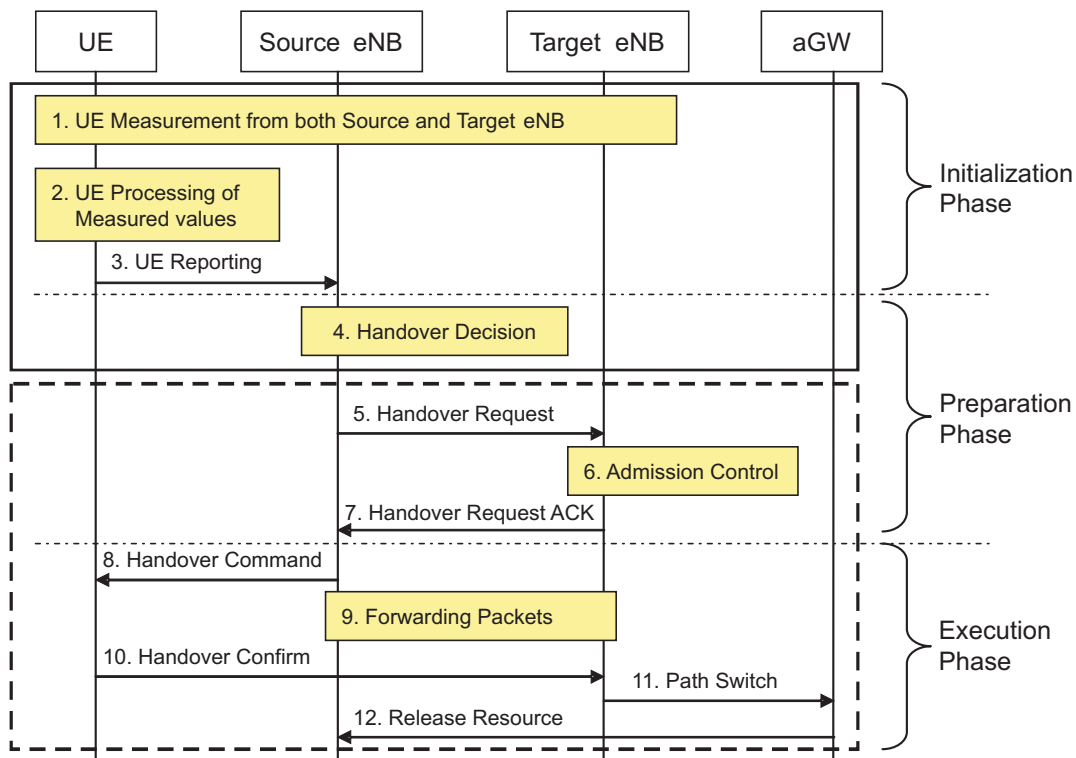 UE
Source eNB
Target eNB
aGW
1. UE Measurement from both Source and Target eNB
2. UE Processing of
Measured values
3. UE Reporting
Initialization
Phase
4. Handover Decision
5. Handover Request
6. Admission Control
7. Handover Request ACK
Preparation
Phase
8. Handover Command
9. Forwarding Packets
10. Handover Confirm
11. Path Switch
12. Release Resource
Execution
Phase